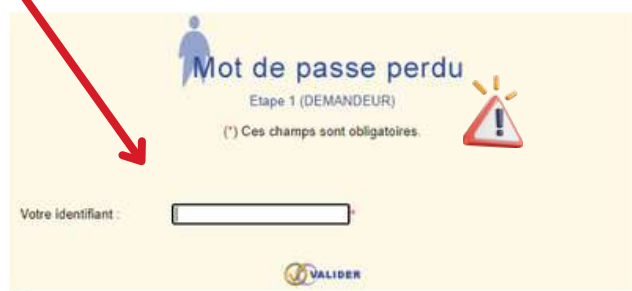 Mot de passe perdu
Etape 1 (DEMANDEUR)
(*) Ces champs sont obligatoires.
Votre identifiant : *
VALIDER